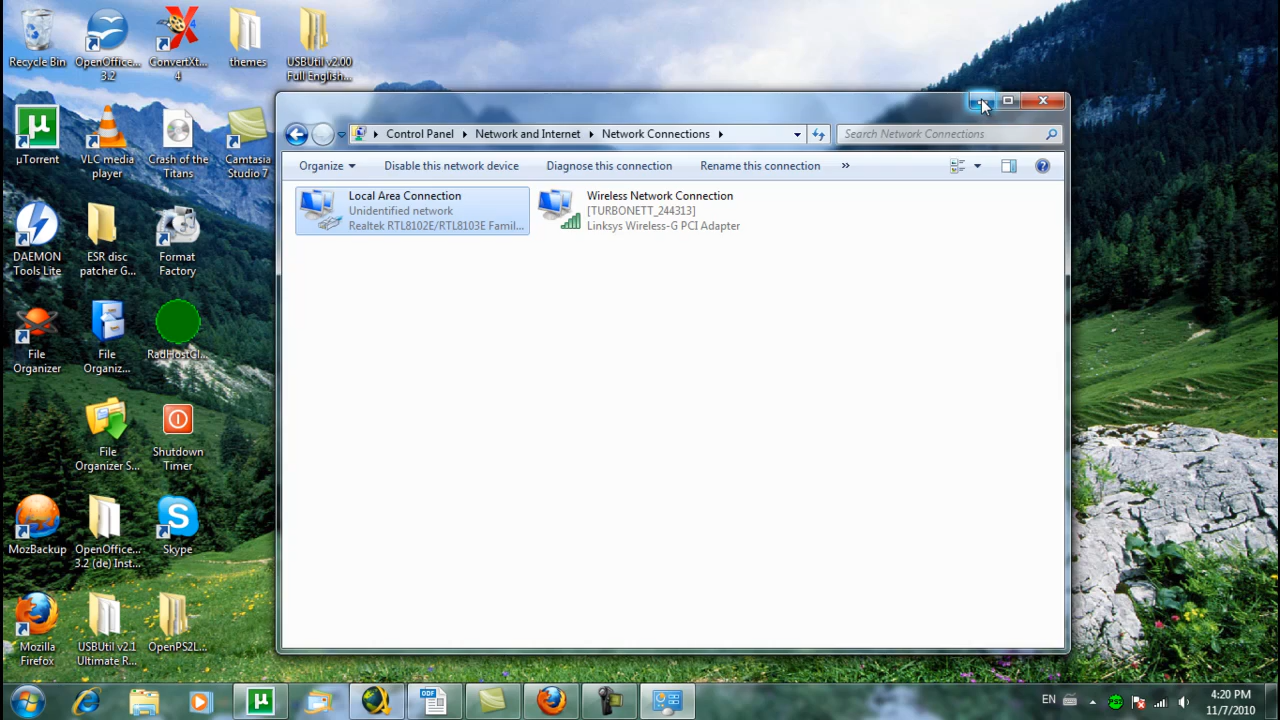 Recycle Bin
OpenOffice....
3.2
ConvertXt...
4
themes
USBUtil v2.00
Full English...
µTorrent
VLC media
player
Crash of the
Titans
Camtasia
Studio 7
DAEMON
Tools Lite
ESR disc
patcher G...
Format
Factory
File
Organizer
File
Organiz...
RadHostCl...
File
Organizer S...
Shutdown
Timer
MozBackup
OpenOffice....
3.2 (de) Inst...
Skype
Mozilla
Firefox
USBUtil v2.1
Ultimate R...
OpenPS2L...
Control Panel
Network and Internet
Network Connections
Search Network Connections
Organize
Disable this network device
Diagnose this connection
Rename this connection
»
Local Area Connection
Unidentified network
Realtek RTL8102E/RTL8103E Famil...
Wireless Network Connection
[TURBONETT_244313]
Linksys Wireless-G PCI Adapter
ODF
EN
4:20 PM
11/7/2010